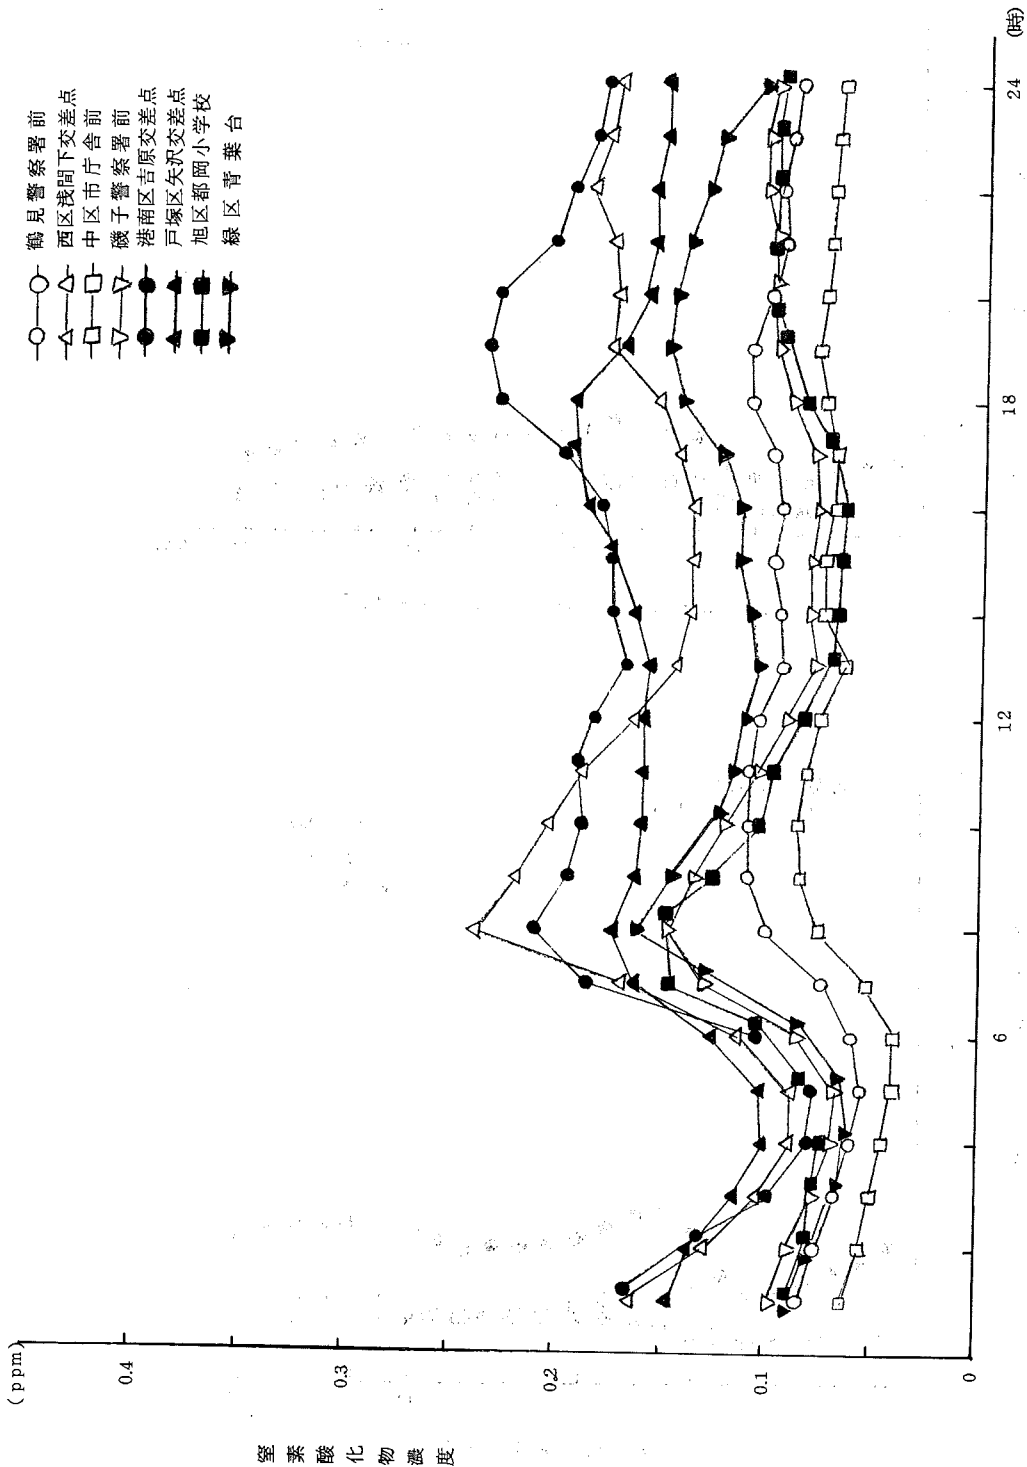 (ppm)
0.4
0.3
0.2
0.1
0
窒素酸化物濃度
6
12
18
24
(時)
鶴見警察署前
西区浅間下交差点
中区市庁舎前
磯子警察署前
港南区吉原交差点
戸塚区矢沢交差点
旭区都岡小学校
緑区青葉台